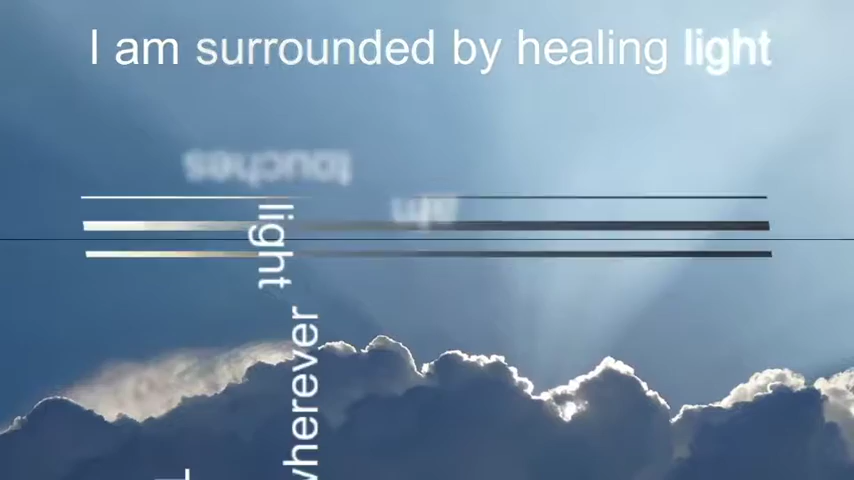 I am surrounded by healing light
touches
light
wherever